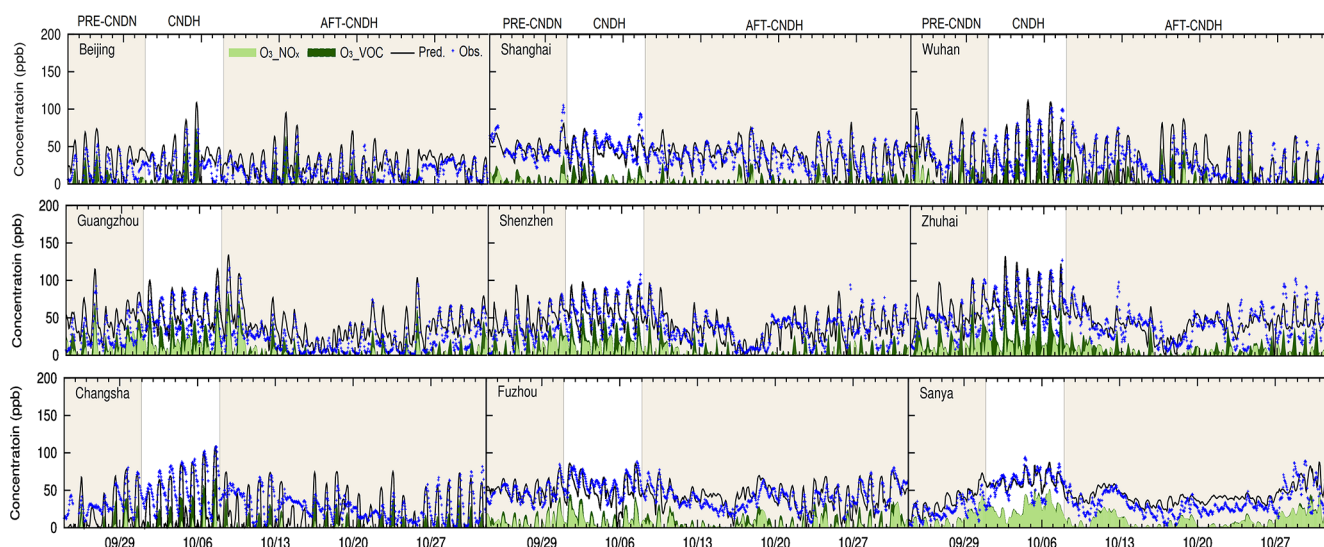 PRE-CNDN CNDH AFT-CNDH PRE-CNDN CNDH AFT-CNDH PRE-CNDN CNDH AFT-CNDH
200 Beijing O₃_NOₓ O₃_VOC Pred. Obs. Shanghai Wuhan
150
100
50
0
Concentratoin (ppb)
200 Guangzhou Shenzhen Zhuhai
150
100
50
0
Concentratoin (ppb)
200 Changsha Fuzhou Sanya
150
100
50
0
Concentratoin (ppb)
09/29 10/06 10/13 10/20 10/27 09/29 10/06 10/13 10/20 10/27 09/29 10/06 10/13 10/20 10/27